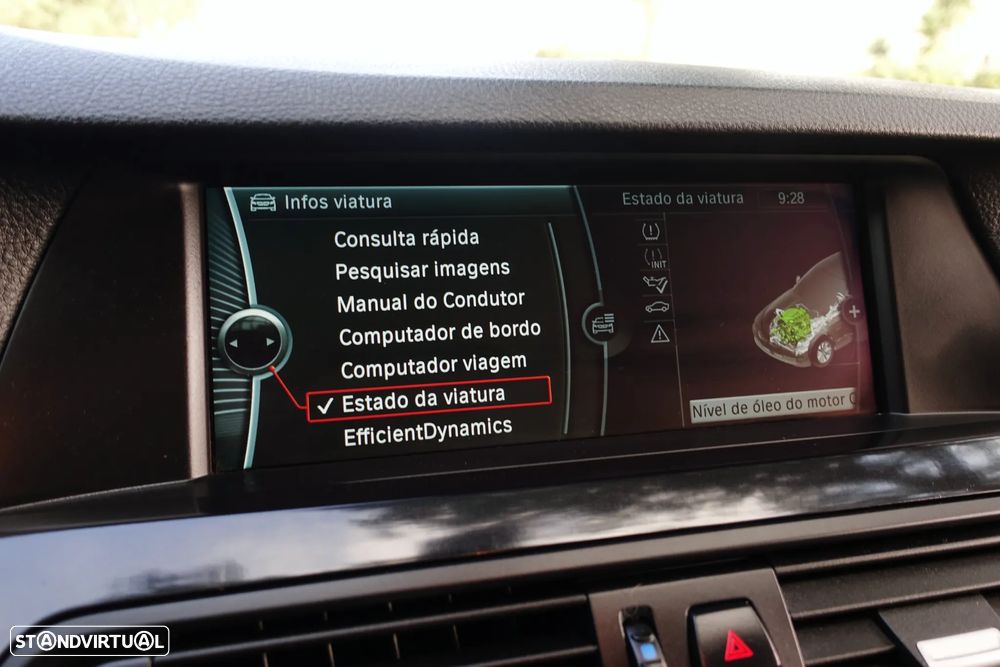 Infos viatura
Consulta rápida
Pesquisar imagens
Manual do Condutor
Computador de bordo
Computador viagem
✓ Estado da viatura
EfficientDynamics
Estado da viatura 9:28
INIT
Nível de óleo do motor
STANDVIRTUAL